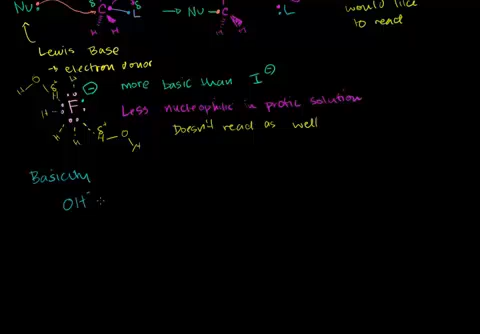 would like
Nu: C :L → Nu C :L to react
H H H H
Lewis Base
→ electron donor
H O δ+ H
more basic than I⊖
H F ⊖
Less nucleophilic in protic solution
Doesn't react as well
H H δ+ H O H
Basicity
OH⁻